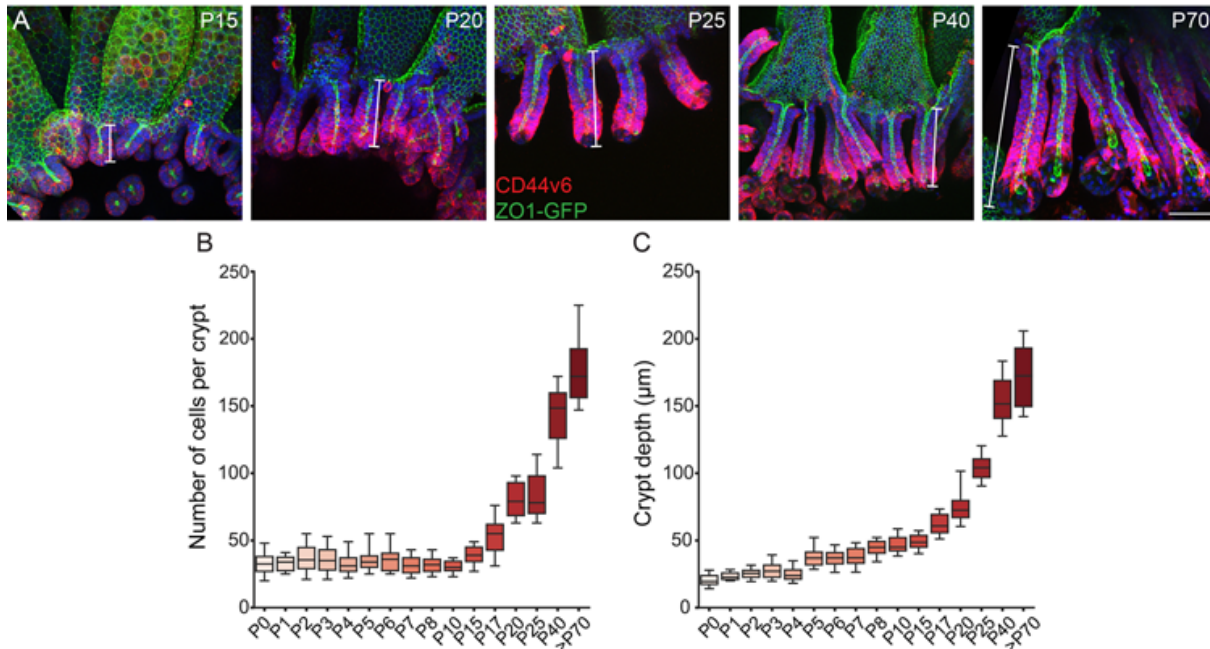 A
P15
P20
P25
P40
P70
CD44v6
ZO1-GFP
B
Number of cells per crypt
250
200
150
100
50
0
P0
P1
P2
P3
P4
P5
P6
P7
P8
P10
P15
P17
P20
P25
P40
>P70
C
Crypt depth (µm)
250
200
150
100
50
0
P0
P1
P2
P3
P4
P5
P6
P7
P8
P10
P15
P17
P20
P25
P40
>P70